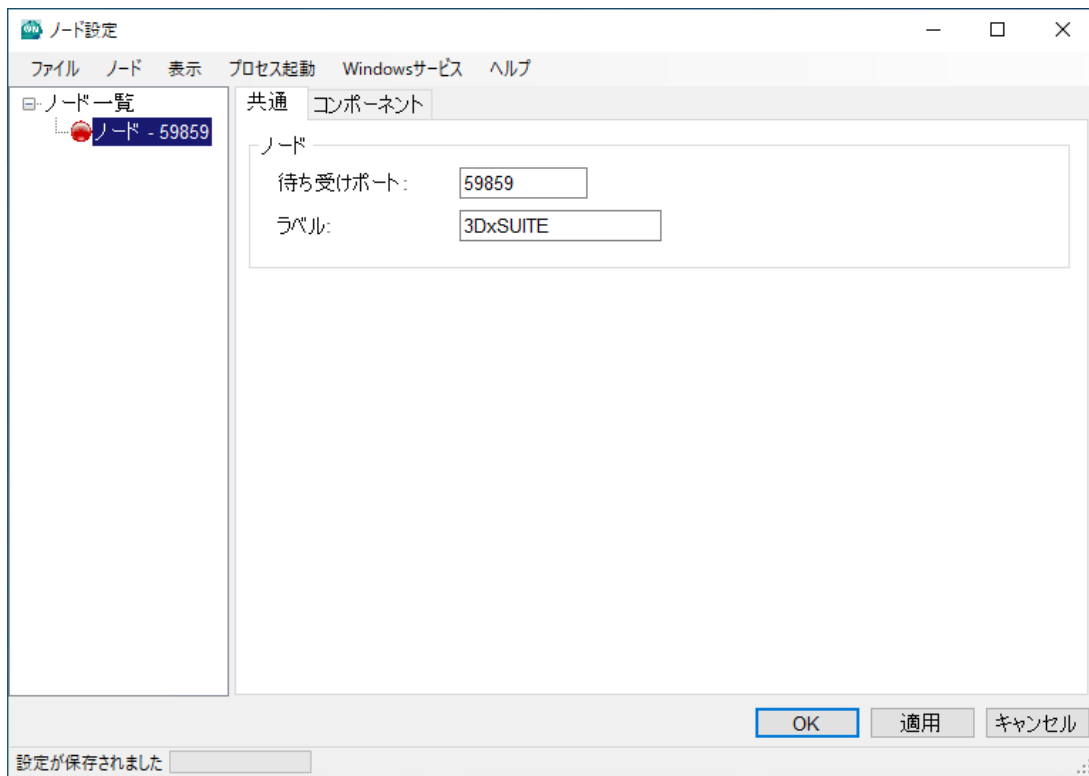 ノード設定
ファイル ノード 表示 プロセス起動 Windowsサービス ヘルプ
ノード一覧
ノード - 59859
共通 コンポーネント
ノード
待ち受けポート: 59859
ラベル: 3DxSUITE
OK 適用 キャンセル
設定が保存されました